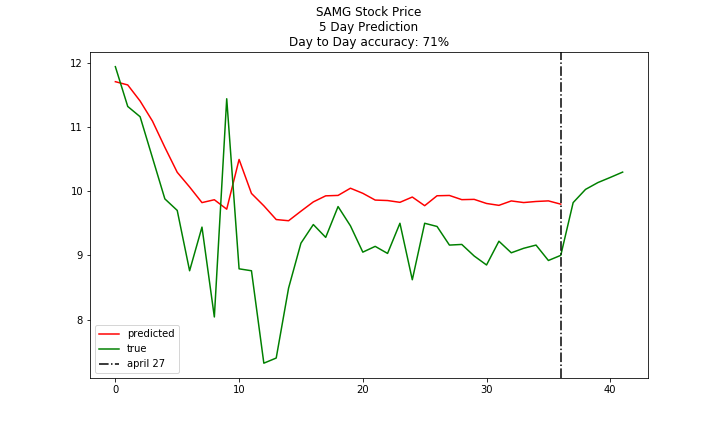 SAMG Stock Price
5 Day Prediction
Day to Day accuracy: 71%
12
11
10
9
8
predicted
true
april 27
0 10 20 30 40